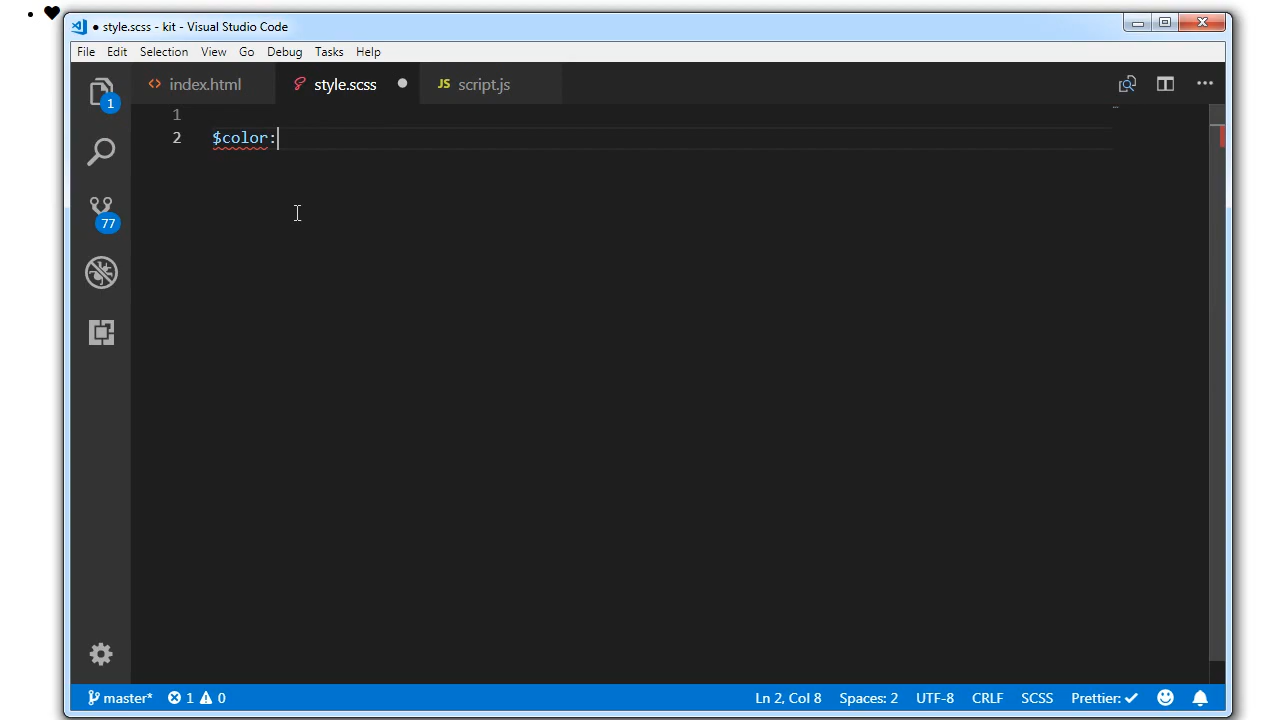 ● style.scss - kit - Visual Studio Code
File Edit Selection View Go Debug Tasks Help
1 <> index.html style.scss ● JS script.js ...
1
2 $color:
77
master* 1 0 Ln 2, Col 8 Spaces: 2 UTF-8 CRLF SCSS Prettier: ✓